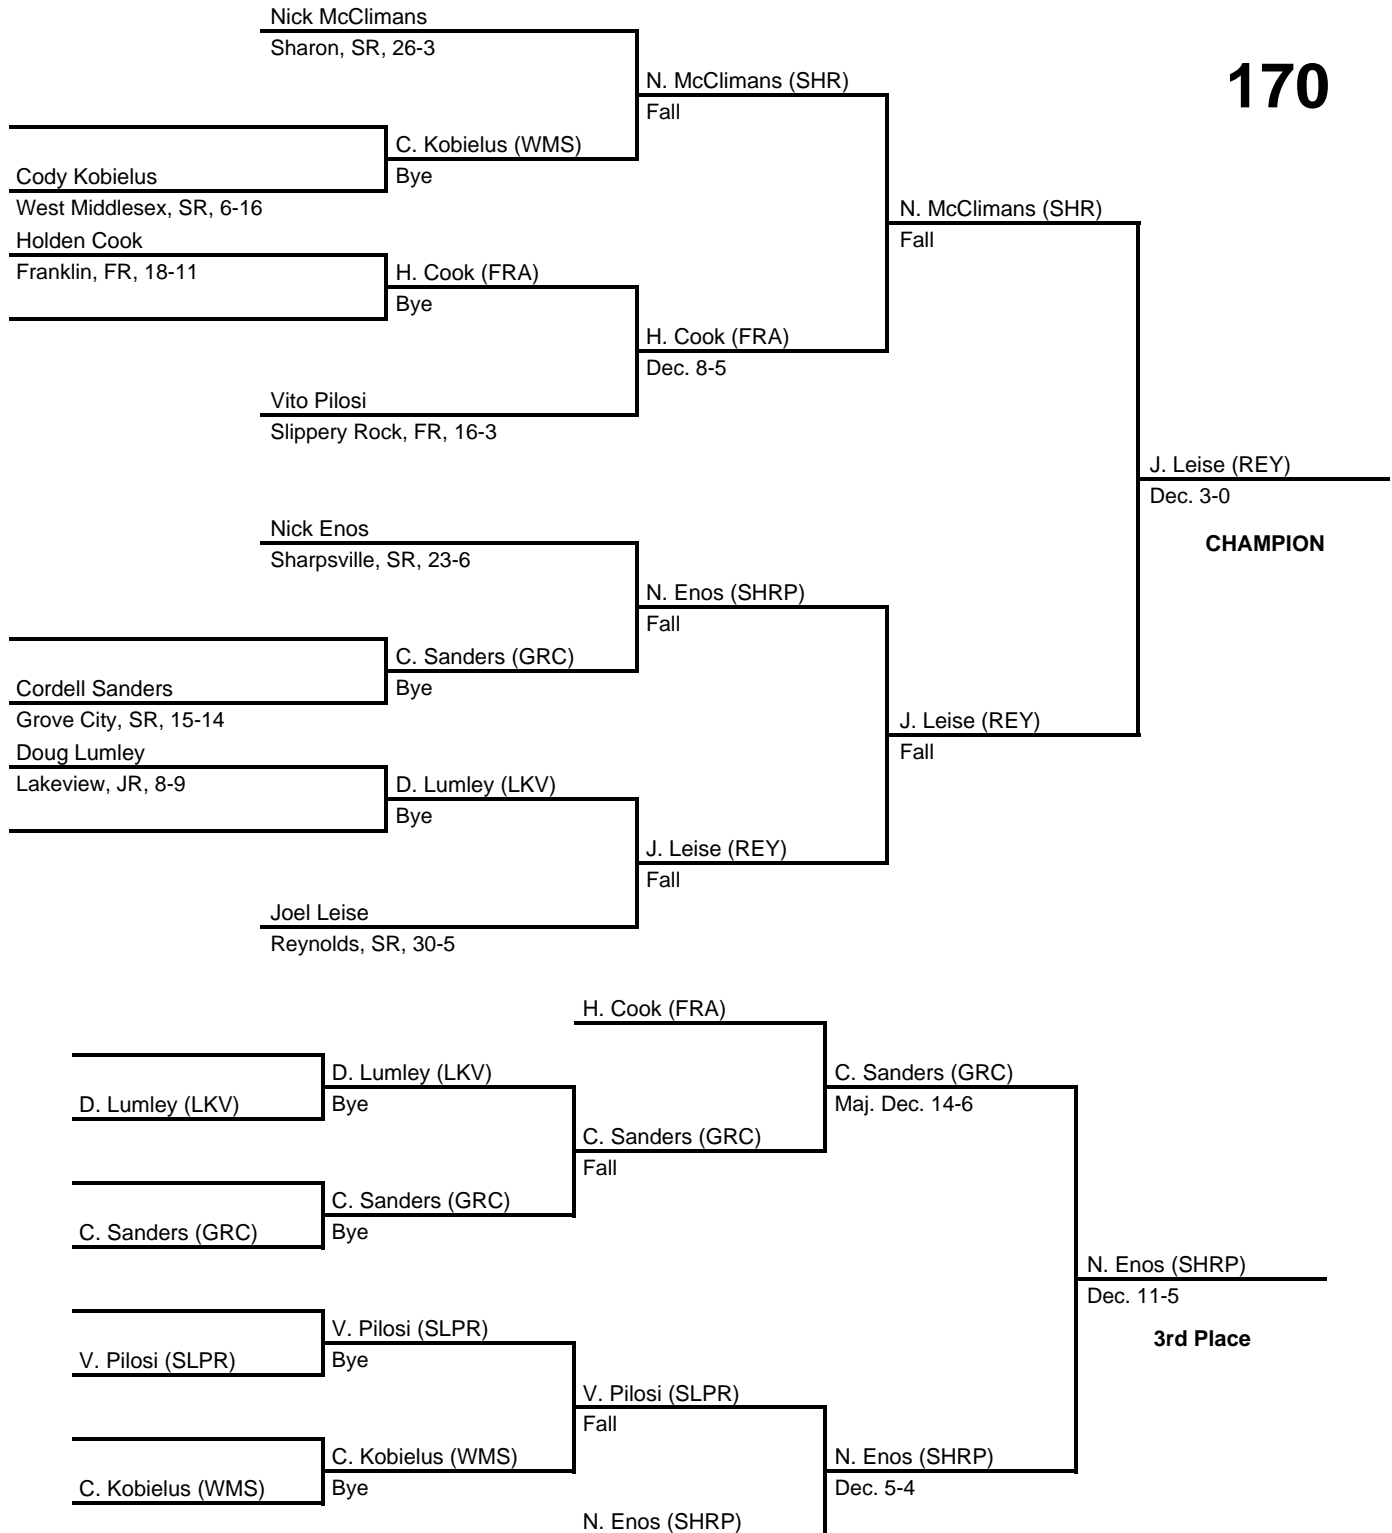 Nick McClimans
Sharon, SR, 26-3
170
N. McClimans (SHR)
Fall
C. Kobielus (WMS)
Bye
Cody Kobielus
West Middlesex, SR, 6-16
N. McClimans (SHR)
Fall
Holden Cook
Franklin, FR, 18-11
H. Cook (FRA)
Bye
H. Cook (FRA)
Dec. 8-5
Vito Pilosi
Slippery Rock, FR, 16-3
J. Leise (REY)
Dec. 3-0
CHAMPION
Nick Enos
Sharpsville, SR, 23-6
N. Enos (SHRP)
Fall
C. Sanders (GRC)
Bye
Cordell Sanders
Grove City, SR, 15-14
J. Leise (REY)
Fall
Doug Lumley
Lakeview, JR, 8-9
D. Lumley (LKV)
Bye
J. Leise (REY)
Fall
Joel Leise
Reynolds, SR, 30-5
H. Cook (FRA)
D. Lumley (LKV)
Bye
D. Lumley (LKV)
C. Sanders (GRC)
Maj. Dec. 14-6
C. Sanders (GRC)
Fall
C. Sanders (GRC)
Bye
C. Sanders (GRC)
N. Enos (SHRP)
Dec. 11-5
3rd Place
V. Pilosi (SLPR)
Bye
V. Pilosi (SLPR)
V. Pilosi (SLPR)
Fall
C. Kobielus (WMS)
Bye
C. Kobielus (WMS)
N. Enos (SHRP)
Dec. 5-4
N. Enos (SHRP)